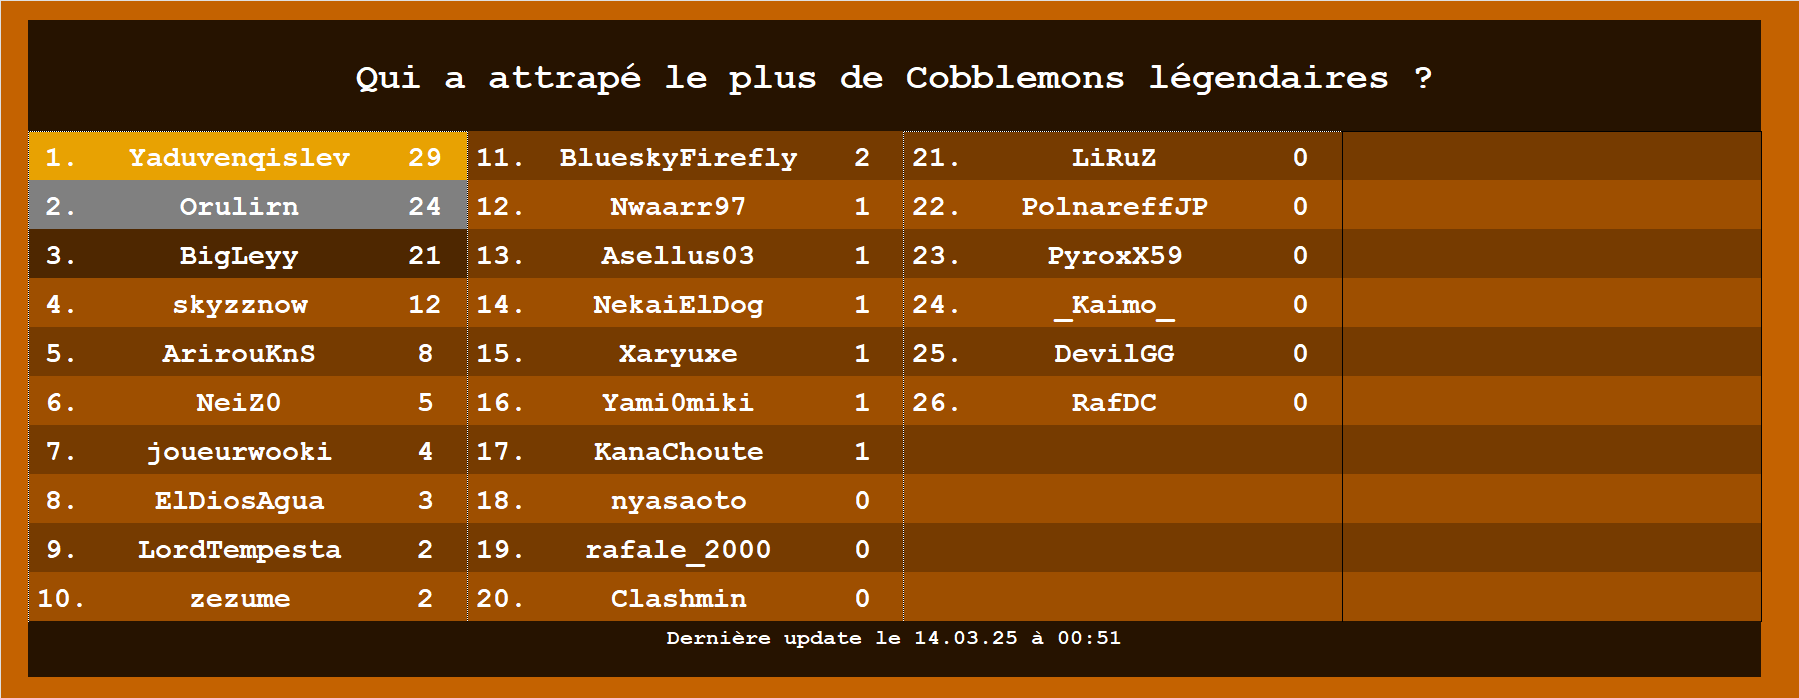 Qui a attrapé le plus de Cobblemons légendaires ?
1. Yaduvenqislev 29
2. Orulirn 24
3. BigLeyy 21
4. skyzznow 12
5. ArirouKnS 8
6. NeiZ0 5
7. joueurwooki 4
8. ElDiosAgua 3
9. LordTempesta 2
10. zezume 2
11. BlueskyFirefly 2
12. Nwaarr97 1
13. Asellus03 1
14. NekaiElDog 1
15. Xaryuxe 1
16. Yami0miki 1
17. KanaChoute 1
18. nyasaoto 0
19. rafale_2000 0
20. Clashmin 0
21. LiRuZ 0
22. PolnareffJP 0
23. PyroxX59 0
24. _Kaimo_ 0
25. DevilGG 0
26. RafDC 0
Dernière update le 14.03.25 à 00:51